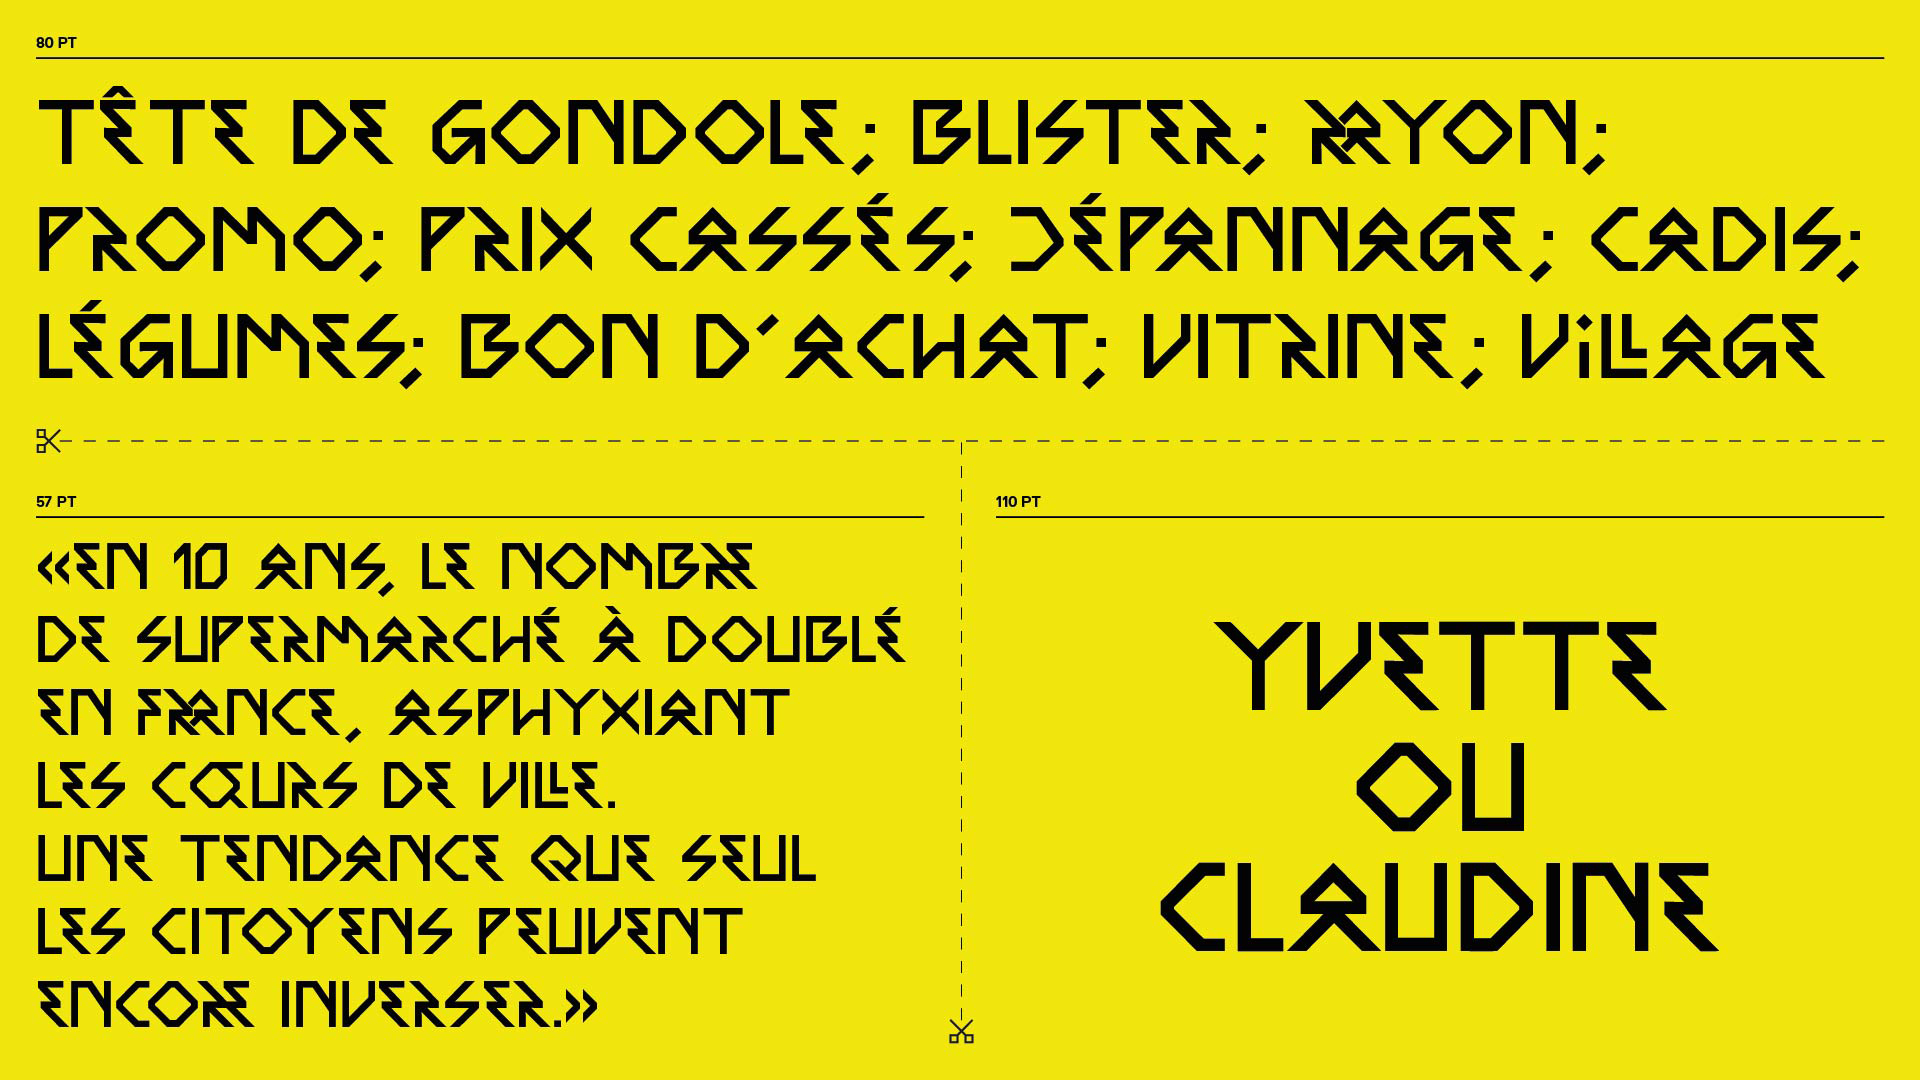 80 PT
TÊTE DE GONDOLE; BLISTER; RAYON;
PROMO; PRIX CASSÉS; DÉPANNAGE; CADIS;
LÉGUMES; BON D'ACHAT; VITRINE; ViLLAGE
57 PT
«EN 10 ANS, LE NOMBRE
DE SUPERMARCHÉ À DOUBLÉ
EN FRANCE, ASPHYXIANT
LES CŒURS DE VILLE.
UNE TENDANCE QUE SEUL
LES CITOYENS PEUVENT
ENCORE INVERSER.»
110 PT
YVETTE
OU
CLAUDINE